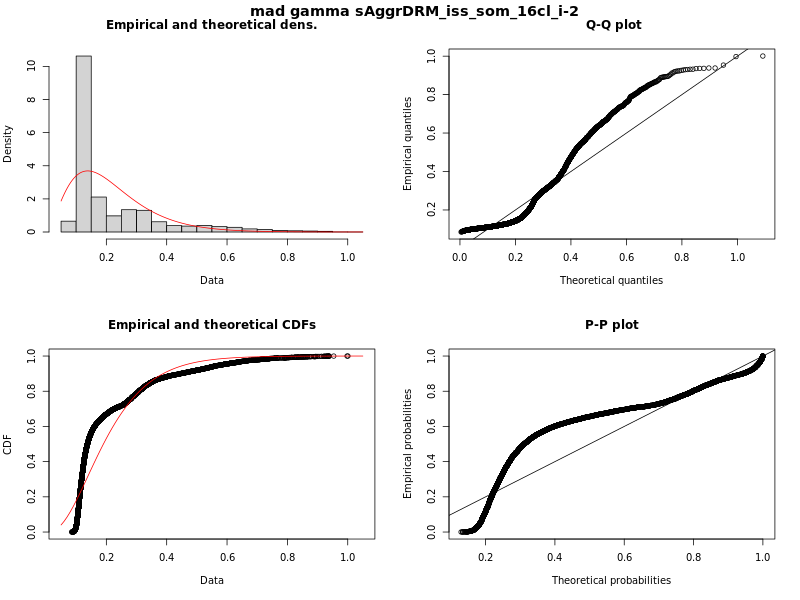 mad gamma sAggrDRM_iss_som_16cl_i-2
Empirical and theoretical dens.
Density
0 2 4 6 8 10
0.2 0.4 0.6 0.8 1.0
Data
Q-Q plot
Empirical quantiles
0.2 0.4 0.6 0.8 1.0
0.0 0.2 0.4 0.6 0.8 1.0
Theoretical quantiles
Empirical and theoretical CDFs
CDF
0.0 0.2 0.4 0.6 0.8 1.0
0.2 0.4 0.6 0.8 1.0
Data
P-P plot
Empirical probabilities
0.0 0.2 0.4 0.6 0.8 1.0
0.2 0.4 0.6 0.8 1.0
Theoretical probabilities